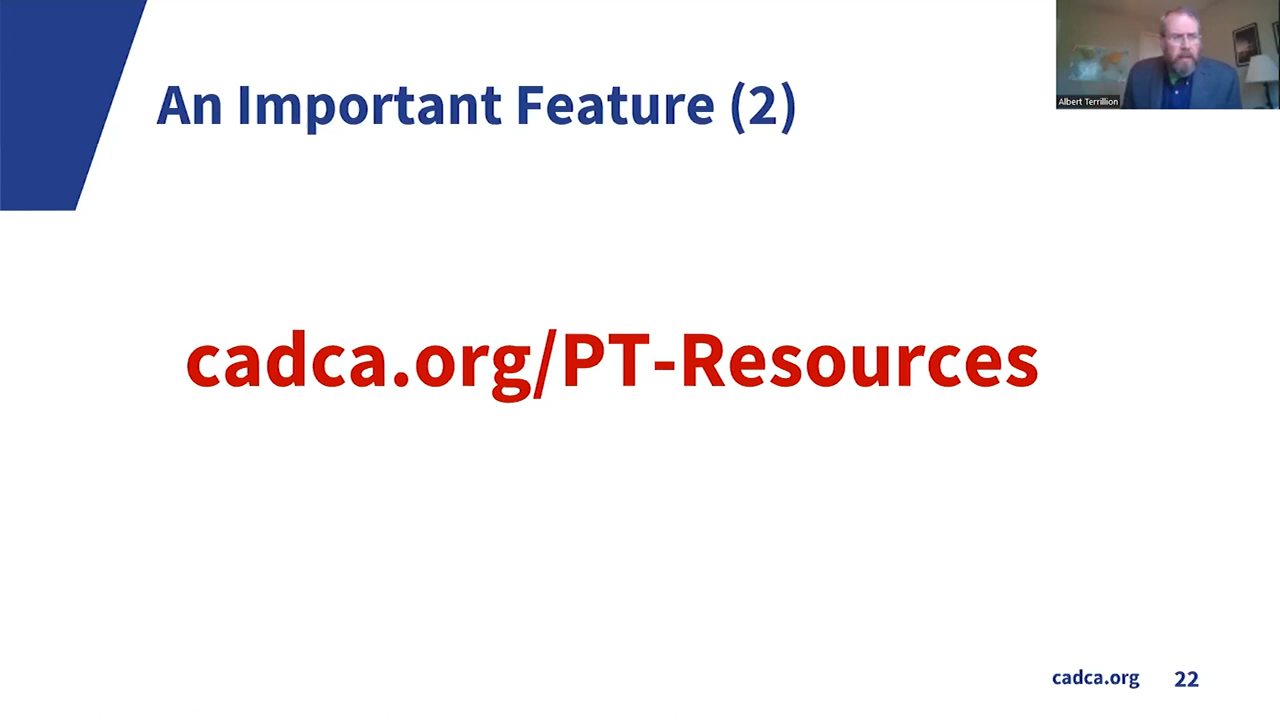 An Important Feature (2)
Albert Terrillion
cadca.org/PT-Resources
cadca.org 22